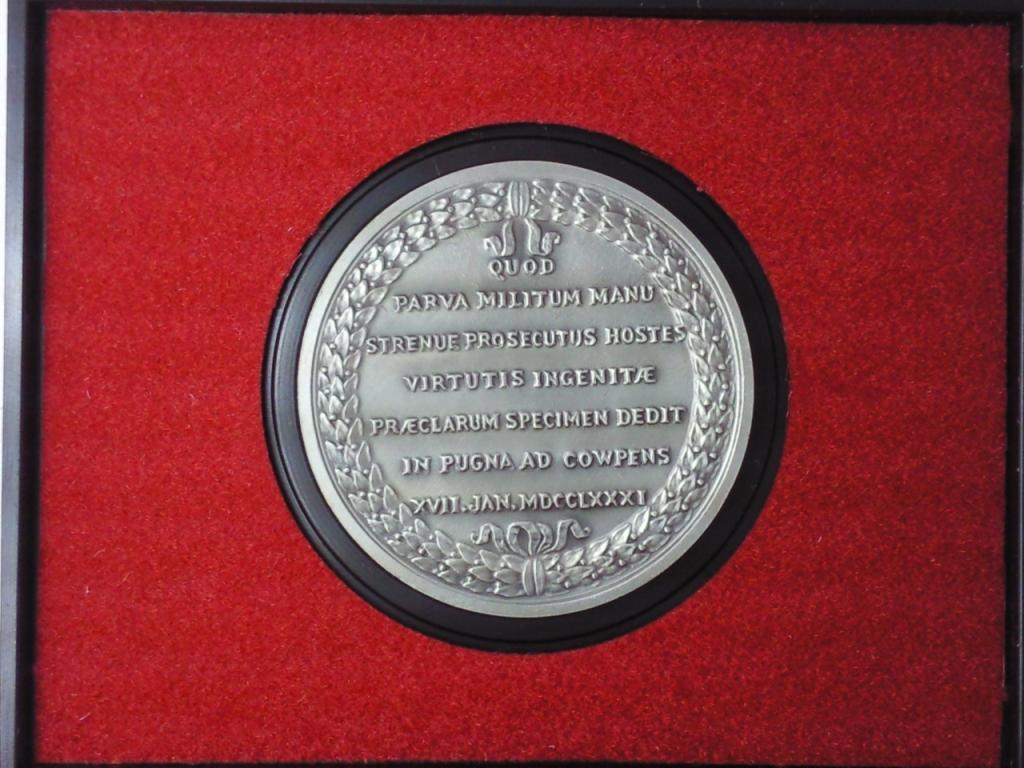 QUOD
PARVA MILITUM MANU
STRENUE PROSECUTUS HOSTES
VIRTUTIS INGENITÆ
PRÆCLARUM SPECIMEN DEDIT
IN PUGNA AD COWPENS
XVII. JAN. MDCCLXXXI